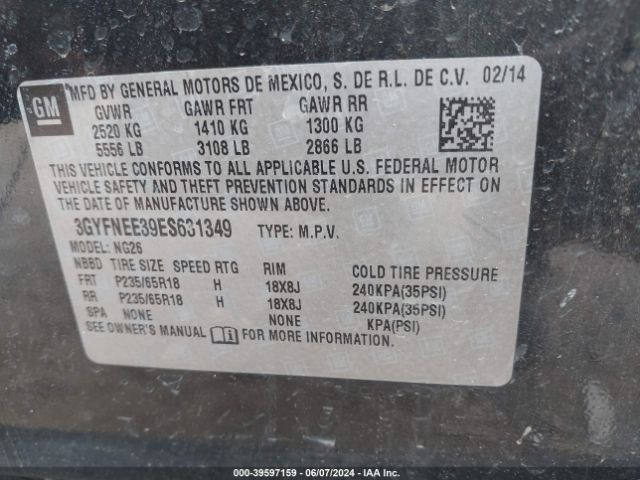 GM
MFD BY GENERAL MOTORS DE MEXICO, S. DE R.L. DE C.V. 02/14
GVWR GAWR FRT GAWR RR
2520 KG 1410 KG 1300 KG
5556 LB 3108 LB 2866 LB
THIS VEHICLE CONFORMS TO ALL APPLICABLE U.S. FEDERAL MOTOR
VEHICLE SAFETY AND THEFT PREVENTION STANDARDS IN EFFECT ON
THE DATE OF MANUFACTURE SHOWN ABOVE.
3GYFNEE39ES631349 TYPE: M.P.V.
MODEL: NG26
NBBD TIRE SIZE SPEED RTG RIM COLD TIRE PRESSURE
FRT P235/65R18 H 18X8J 240KPA(35PSI)
RR P235/65R18 H 18X8J 240KPA(35PSI)
SPA NONE NONE KPA(PSI)
SEE OWNER'S MANUAL FOR MORE INFORMATION.
000-39597159 | 06/07/2024 | IAA Inc.